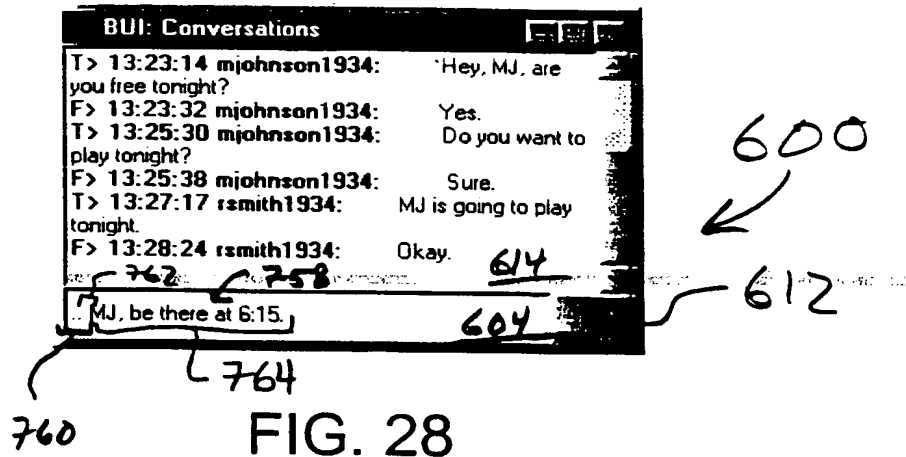 BUI: Conversations
T> 13:23:14 mjohnson1934: Hey, MJ, are
you free tonight?
F> 13:23:32 mjohnson1934: Yes.
T> 13:25:30 mjohnson1934: Do you want to
play tonight?
F> 13:25:38 mjohnson1934: Sure.
T> 13:27:17 rsmith1934: MJ is going to play
tonight.
F> 13:28:24 rsmith1934: Okay.
600
614
762 758
612
.. MJ, be there at 6:15.
604
764
760
FIG. 28